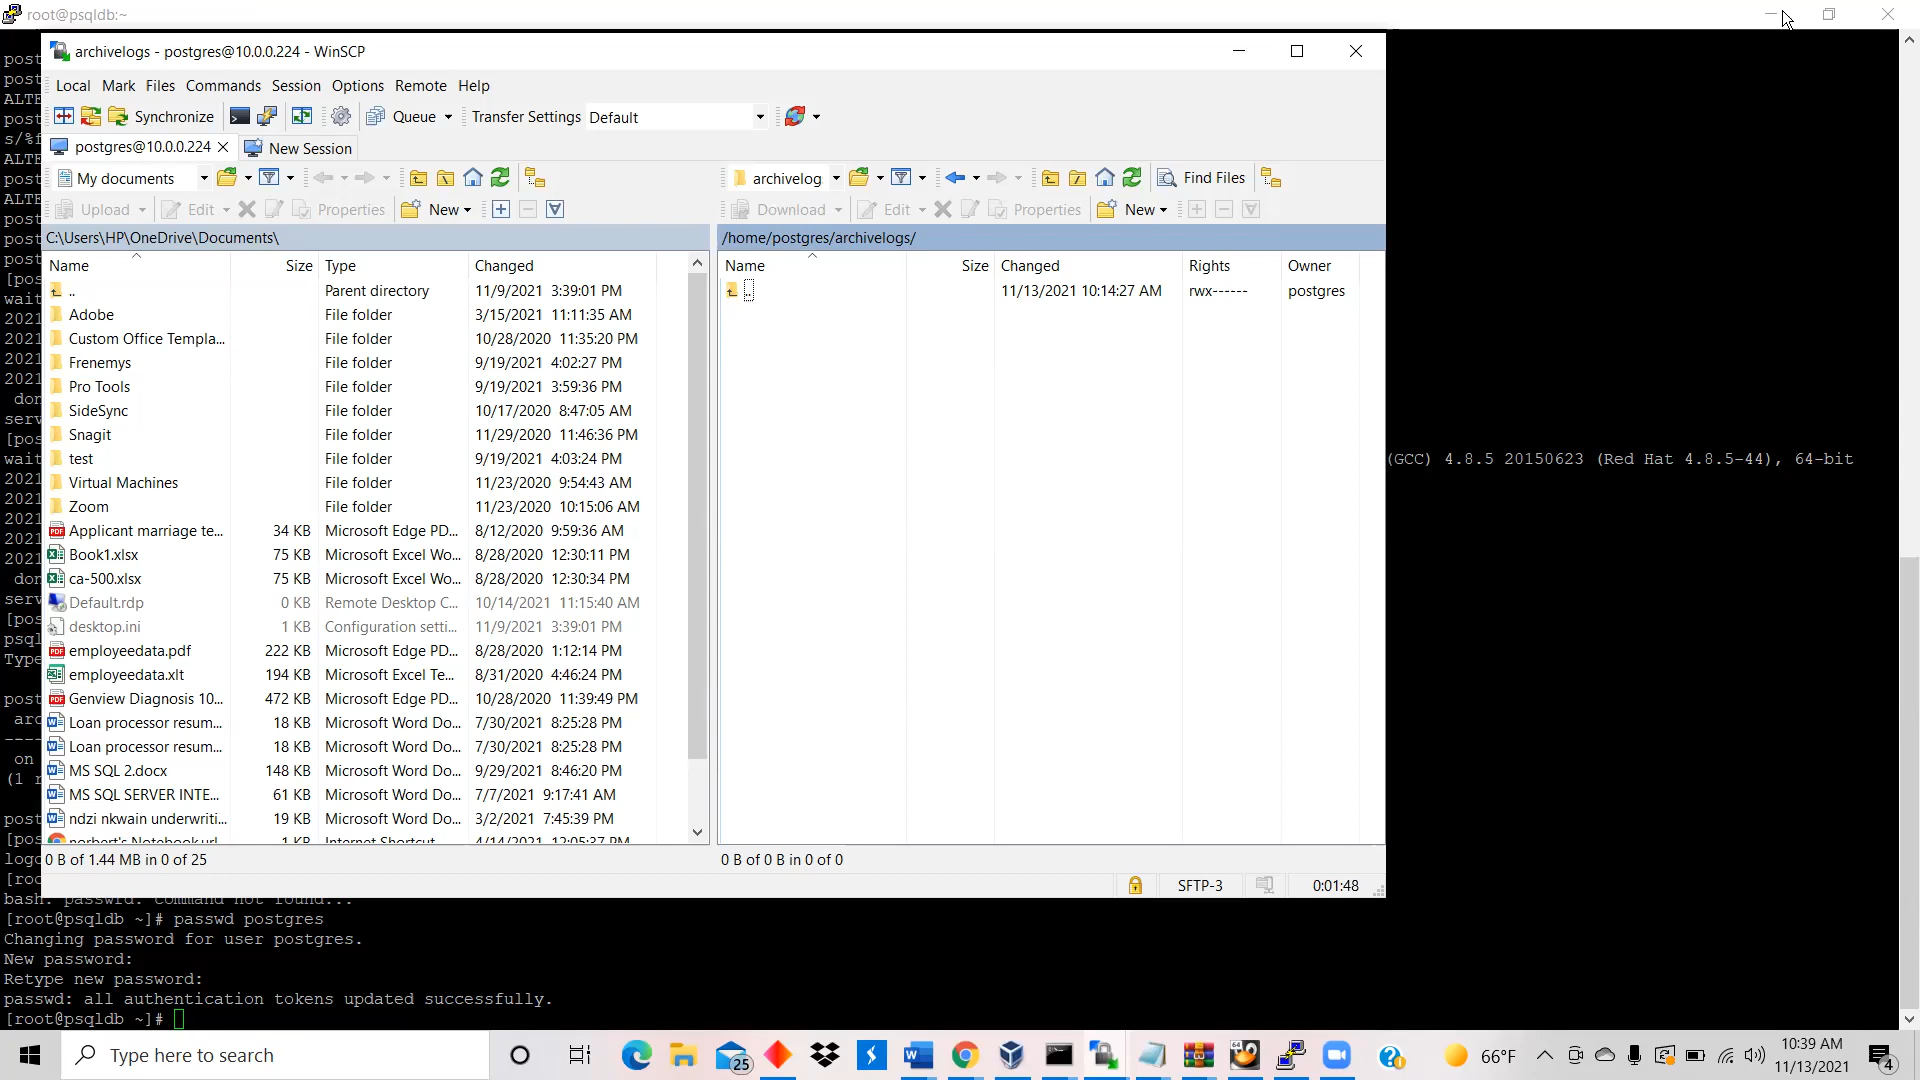 root@psqldb:~
archivelogs - postgres@10.0.0.224 - WinSCP
Local Mark Files Commands Session Options Remote Help
Synchronize Queue Transfer Settings Default
postgres@10.0.0.224 New Session
My documents archivelog Find Files
Upload Edit Properties New Download Edit Properties New
C:\Users\HP\OneDrive\Documents\ /home/postgres/archivelogs/
Name Size Type Changed Name Size Changed Rights Owner
.. Parent directory 11/9/2021 3:39:01 PM .. 11/13/2021 10:14:27 AM rwx------ postgres
Adobe File folder 3/15/2021 11:11:35 AM
Custom Office Templa... File folder 10/28/2020 11:35:20 PM
Frenemys File folder 9/19/2021 4:02:27 PM
Pro Tools File folder 9/19/2021 3:59:36 PM
SideSync File folder 10/17/2020 8:47:05 AM
Snagit File folder 11/29/2020 11:46:36 PM
test File folder 9/19/2021 4:03:24 PM
(GCC) 4.8.5 20150623 (Red Hat 4.8.5-44), 64-bit
Virtual Machines File folder 11/23/2020 9:54:43 AM
Zoom File folder 11/23/2020 10:15:06 AM
Applicant marriage te... 34 KB Microsoft Edge PD... 8/12/2020 9:59:36 AM
Book1.xlsx 75 KB Microsoft Excel Wo... 8/28/2020 12:30:11 PM
ca-500.xlsx 75 KB Microsoft Excel Wo... 8/28/2020 12:30:34 PM
Default.rdp 0 KB Remote Desktop C... 10/14/2021 11:15:40 AM
desktop.ini 1 KB Configuration setti... 11/9/2021 3:39:01 PM
employeedata.pdf 222 KB Microsoft Edge PD... 8/28/2020 1:12:14 PM
employeedata.xlt 194 KB Microsoft Excel Te... 8/31/2020 4:46:24 PM
Genview Diagnosis 10... 472 KB Microsoft Edge PD... 10/28/2020 11:39:49 PM
Loan processor resum... 18 KB Microsoft Word Do... 7/30/2021 8:25:28 PM
Loan processor resum... 18 KB Microsoft Word Do... 7/30/2021 8:25:28 PM
MS SQL 2.docx 148 KB Microsoft Word Do... 9/29/2021 8:46:20 PM
MS SQL SERVER INTE... 61 KB Microsoft Word Do... 7/7/2021 9:17:41 AM
ndzi nkwain underwriti... 19 KB Microsoft Word Do... 3/2/2021 7:45:39 PM
norbert's Notebook.url 1 KB Internet Shortcut 4/14/2021 12:05:37 PM
0 B of 1.44 MB in 0 of 25 0 B of 0 B in 0 of 0
SFTP-3 0:01:48
[root@psqldb ~]# passwd postgres
Changing password for user postgres.
New password:
Retype new password:
passwd: all authentication tokens updated successfully.
[root@psqldb ~]#
Type here to search 25 64 66°F 10:39 AM
11/13/2021 4